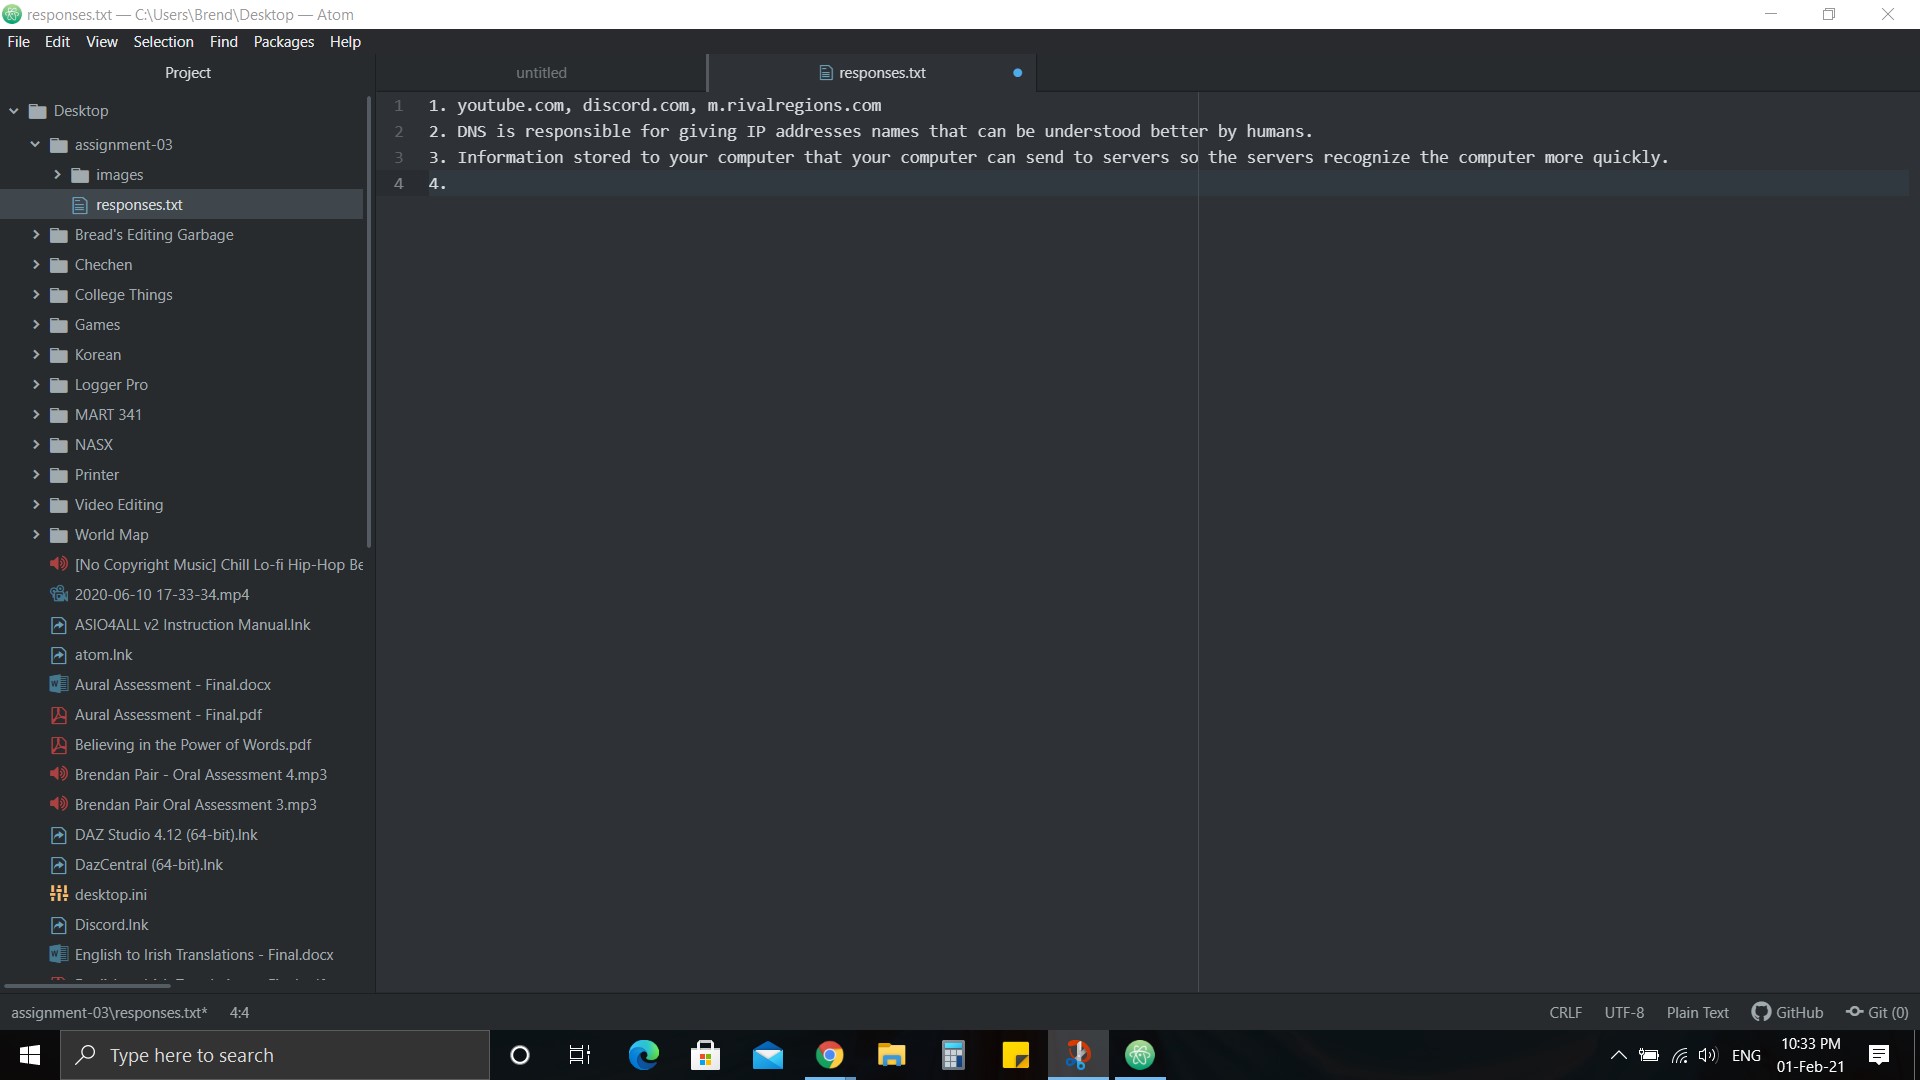 responses.txt — C:\Users\Brend\Desktop — Atom
File Edit View Selection Find Packages Help
Project
untitled
responses.txt
Desktop
assignment-03
images
responses.txt
Bread's Editing Garbage
Chechen
College Things
Games
Korean
Logger Pro
MART 341
NASX
Printer
Video Editing
World Map
[No Copyright Music] Chill Lo-fi Hip-Hop Be
2020-06-10 17-33-34.mp4
ASIO4ALL v2 Instruction Manual.lnk
atom.lnk
Aural Assessment - Final.docx
Aural Assessment - Final.pdf
Believing in the Power of Words.pdf
Brendan Pair - Oral Assessment 4.mp3
Brendan Pair Oral Assessment 3.mp3
DAZ Studio 4.12 (64-bit).lnk
DazCentral (64-bit).lnk
desktop.ini
Discord.lnk
English to Irish Translations - Final.docx
1 1. youtube.com, discord.com, m.rivalregions.com
2 2. DNS is responsible for giving IP addresses names that can be understood better by humans.
3 3. Information stored to your computer that your computer can send to servers so the servers recognize the computer more quickly.
4 4.
assignment-03\responses.txt* 4:4
CRLF UTF-8 Plain Text GitHub Git (0)
Type here to search
ENG
10:33 PM
01-Feb-21